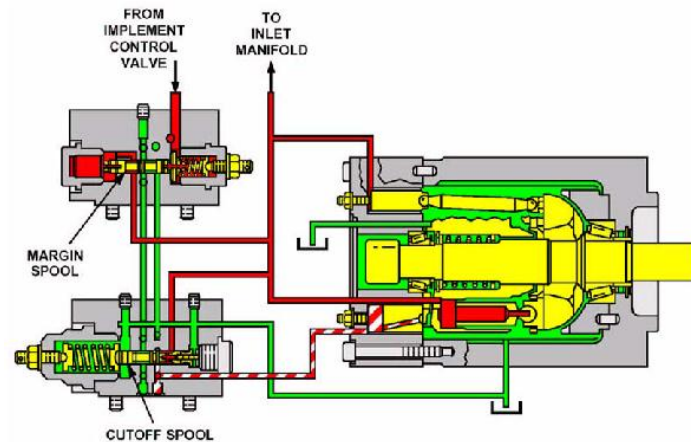 FROM
IMPLEMENT
CONTROL
VALVE
TO
INLET
MANIFOLD
MARGIN
SPOOL
CUTOFF SPOOL